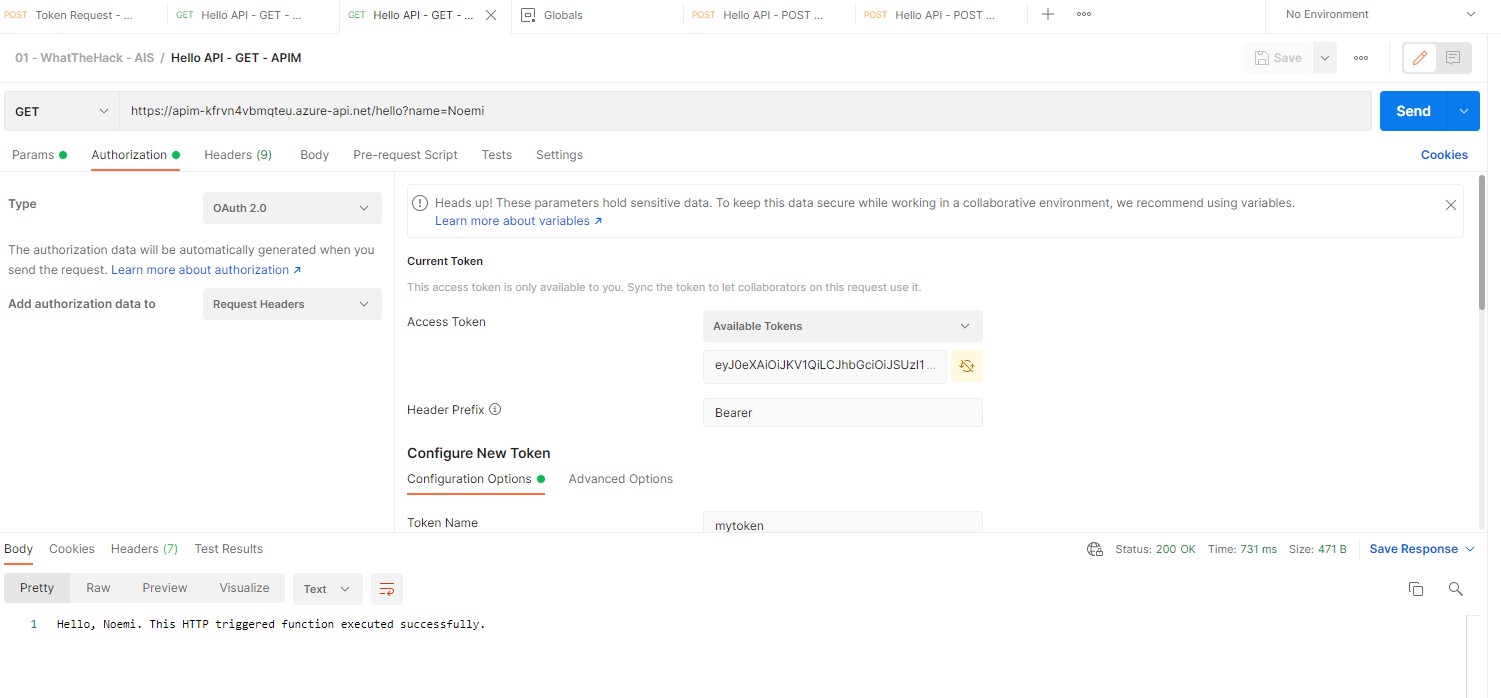 POST Token Request - ...
GET Hello API - GET - ...
GET Hello API - GET - ...
Globals
POST Hello API - POST ...
POST Hello API - POST ...
No Environment
01 - WhatTheHack - AIS / Hello API - GET - APIM
Save
GET
https://apim-kfrvn4vbmqteu.azure-api.net/hello?name=Noemi
Send
Params
Authorization
Headers (9)
Body
Pre-request Script
Tests
Settings
Cookies
Type
OAuth 2.0
The authorization data will be automatically generated when you
send the request. Learn more about authorization ↗
Add authorization data to
Request Headers
Heads up! These parameters hold sensitive data. To keep this data secure while working in a collaborative environment, we recommend using variables.
Learn more about variables ↗
Current Token
This access token is only available to you. Sync the token to let collaborators on this request use it.
Access Token
Available Tokens
eyJ0eXAiOiJKV1QiLCJhbGciOiJSUzI1...
Header Prefix
Bearer
Configure New Token
Configuration Options
Advanced Options
Token Name
mytoken
Body
Cookies
Headers (7)
Test Results
Status: 200 OK
Time: 731 ms
Size: 471 B
Save Response
Pretty
Raw
Preview
Visualize
Text
1 Hello, Noemi. This HTTP triggered function executed successfully.